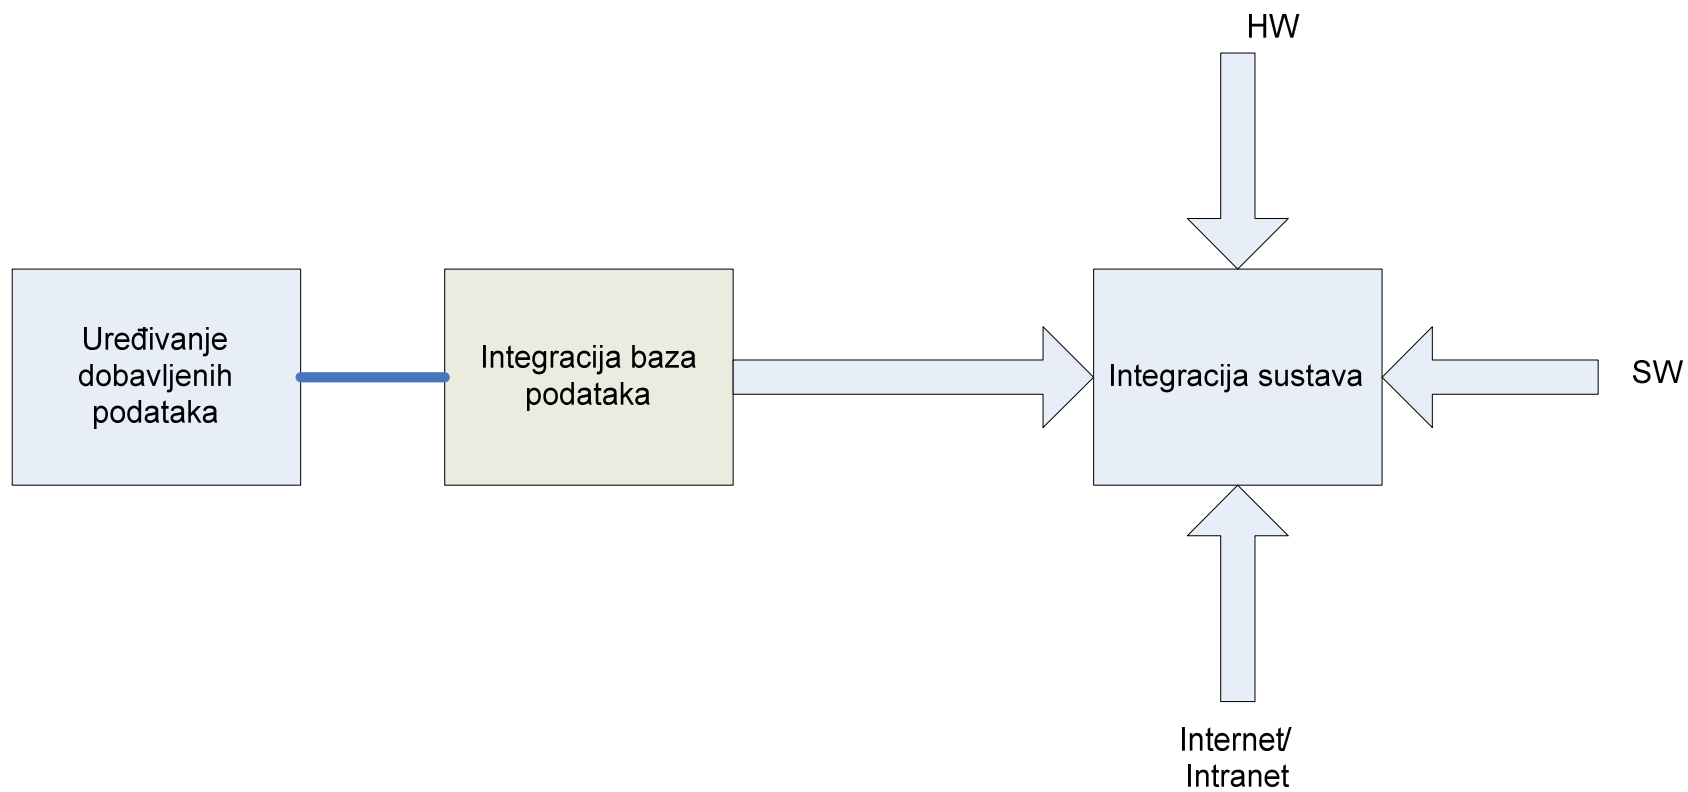 HW
Uređivanje
dobavljenih
podataka
Integracija baza
podataka
Integracija sustava
SW
Internet/
Intranet